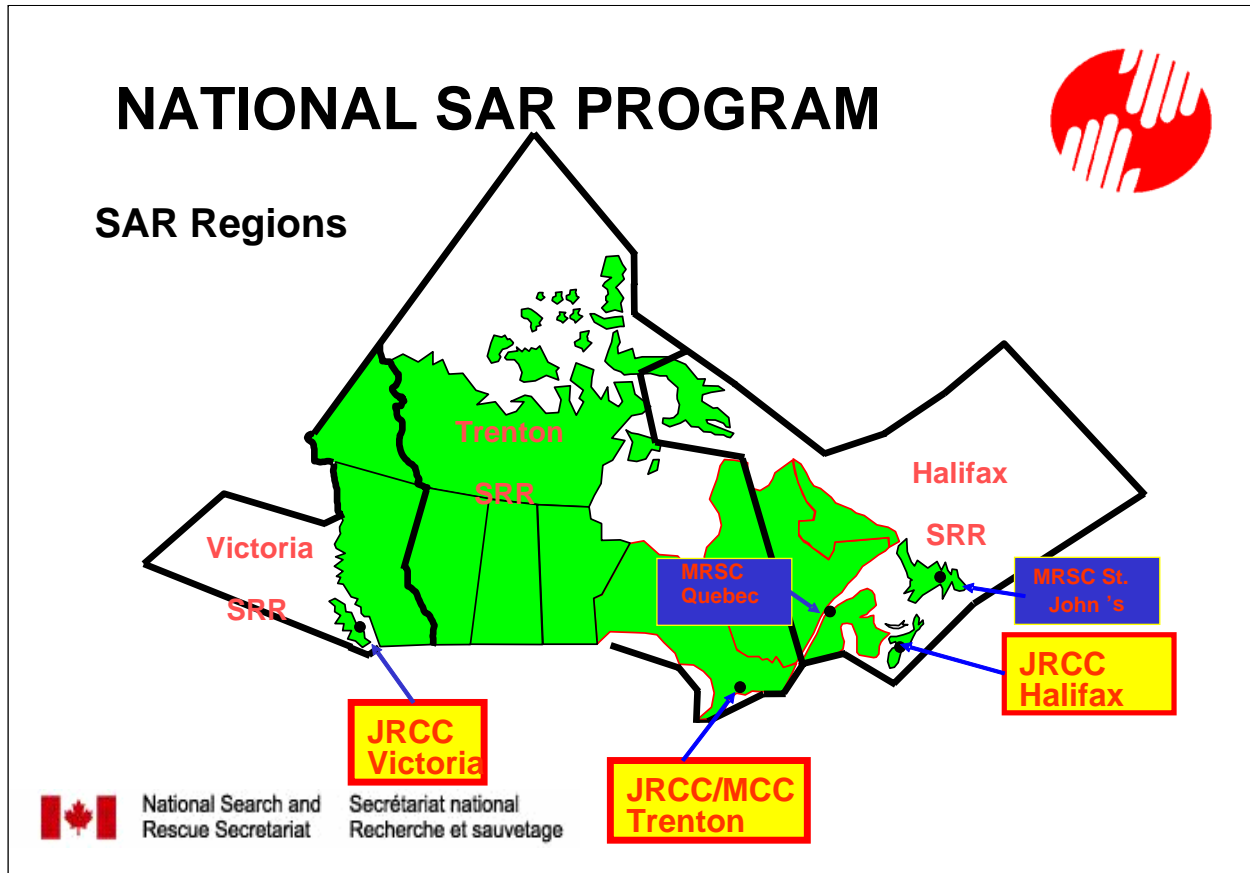 NATIONAL SAR PROGRAM
SAR Regions
Trenton
SRR
Halifax
SRR
Victoria
SRR
MRSC
Quebec
MRSC St.
John 's
JRCC
Halifax
JRCC
Victoria
JRCC/MCC
Trenton
National Search and
Rescue Secretariat
Secrétariat national
Recherche et sauvetage